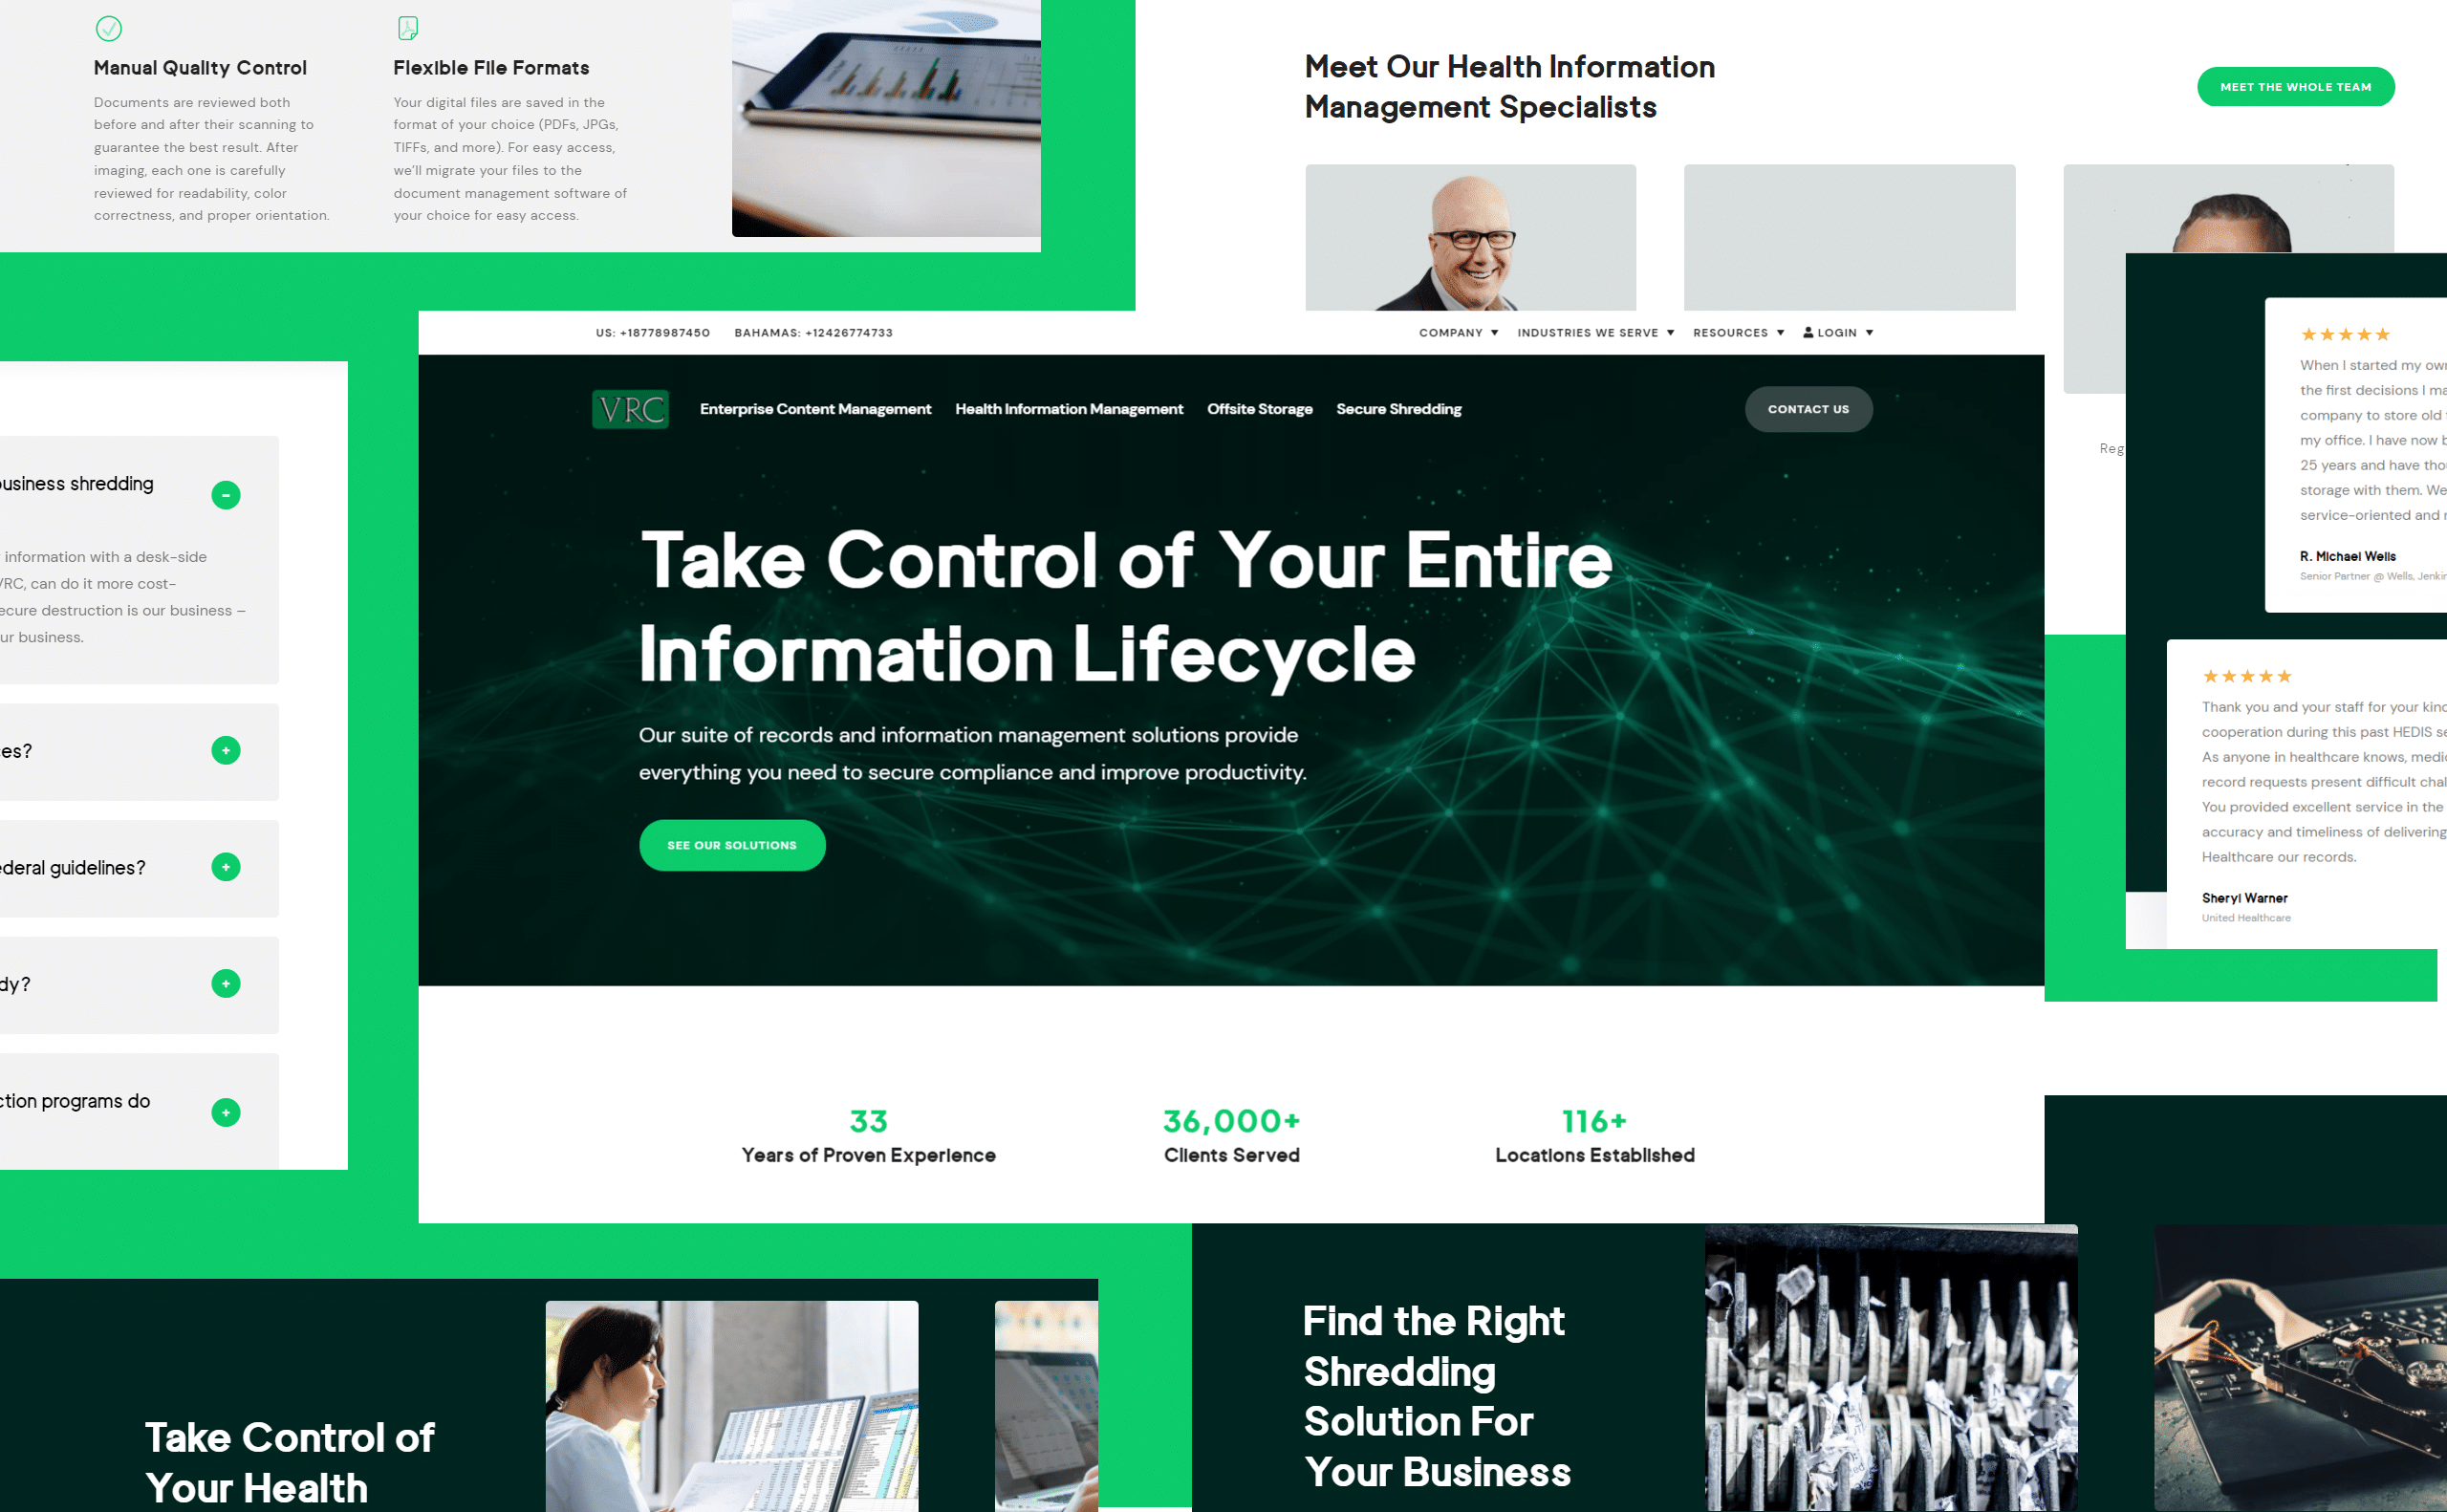 Manual Quality Control
Documents are reviewed both
before and after their scanning to
guarantee the best result. After
imaging, each one is carefully
reviewed for readability, color
correctness, and proper orientation.
Flexible File Formats
Your digital files are saved in the
format of your choice (PDFs, JPGs,
TIFFs, and more). For easy access,
we'll migrate your files to the
document management software of
your choice for easy access.
Meet Our Health Information
Management Specialists
MEET THE WHOLE TEAM
Reg
US: +18778987450
BAHAMAS: +12426774733
COMPANY
INDUSTRIES WE SERVE
RESOURCES
LOGIN
VRC
Enterprise Content Management
Health Information Management
Offsite Storage
Secure Shredding
CONTACT US
Take Control of Your Entire
Information Lifecycle
Our suite of records and information management solutions provide
everything you need to secure compliance and improve productivity.
SEE OUR SOLUTIONS
33
Years of Proven Experience
36,000+
Clients Served
116+
Locations Established
business shredding
information with a desk-side
VRC, can do it more cost-
ecure destruction is our business –
ur business.
ces?
ederal guidelines?
dy?
ction programs do
When I started my own
the first decisions I ma
company to store old
my office. I have now b
25 years and have tho
storage with them. We
service-oriented and
R. Michael Wells
Senior Partner @ Wells, Jenkin
Thank you and your staff for your kind
cooperation during this past HEDIS se
As anyone in healthcare knows, medic
record requests present difficult chal
You provided excellent service in the
accuracy and timeliness of delivering
Healthcare our records.
Sheryl Warner
United Healthcare
Take Control of
Your Health
Find the Right
Shredding
Solution For
Your Business